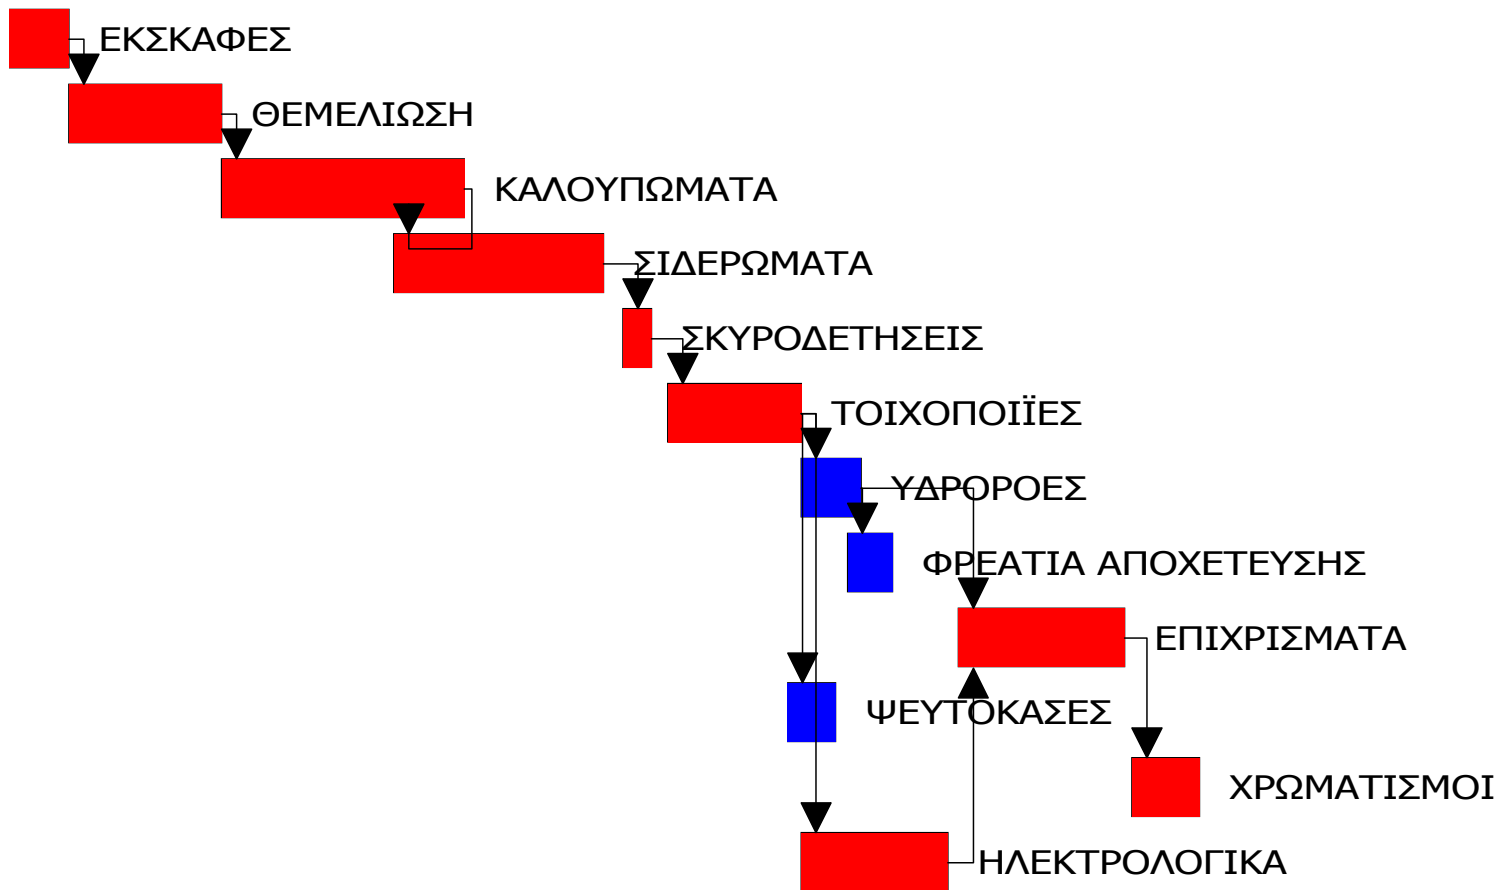 ΕΚΣΚΑΦΕΣ
ΘΕΜΕΛΙΩΣΗ
ΚΑΛΟΥΠΩΜΑΤΑ
ΣΙΔΕΡΩΜΑΤΑ
ΣΚΥΡΟΔΕΤΗΣΕΙΣ
ΤΟΙΧΟΠΟΙΪΕΣ
ΥΔΡΟΡΟΕΣ
ΦΡΕΑΤΙΑ ΑΠΟΧΕΤΕΥΣΗΣ
ΕΠΙΧΡΙΣΜΑΤΑ
ΨΕΥΤΟΚΑΣΕΣ
ΧΡΩΜΑΤΙΣΜΟΙ
ΗΛΕΚΤΡΟΛΟΓΙΚΑ